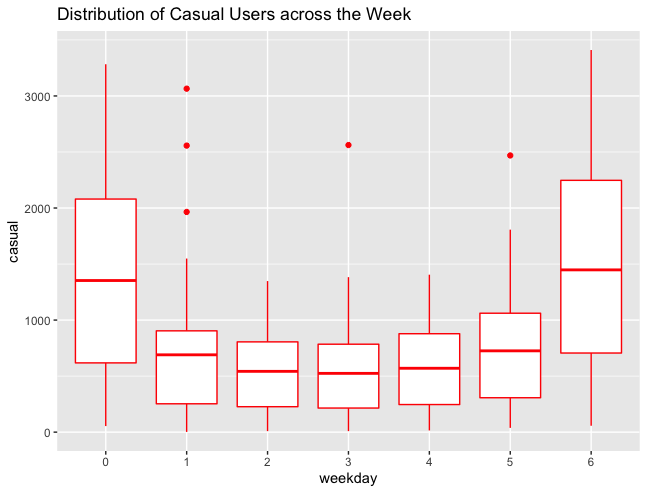 Distribution of Casual Users across the Week
3000
2000
1000
0
casual
0 1 2 3 4 5 6
weekday